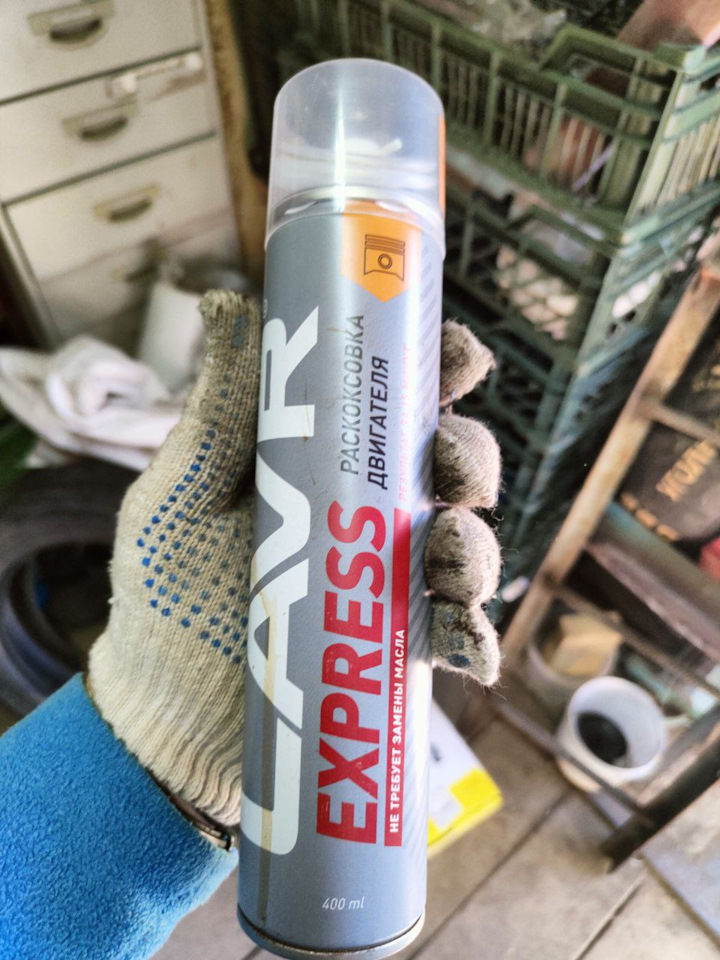 LAVR
РАСКОКСОВКА
ДВИГАТЕЛЯ
EXPRESS
НЕ ТРЕБУЕТ ЗАМЕНЫ МАСЛА
400 ml